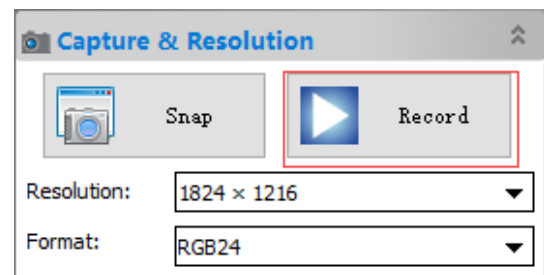 Capture & Resolution
Snap
Record
Resolution: 1824 × 1216
Format: RGB24